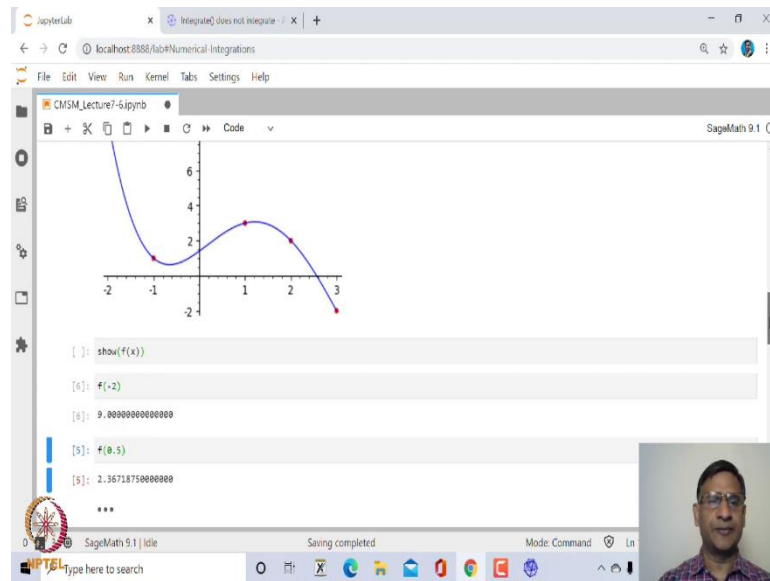 JupyterLab × Integrate() does not integrate - A × +
localhost:8888/lab#Numerical-Integrations
File Edit View Run Kernel Tabs Settings Help
CMSM_Lecture7-6.ipynb
Code SageMath 9.1
6
4
2
-2 -1 1 2 3
-2
[ ]: show(f(x))
[6]: f(-2)
[6]: 9.00000000000000
[5]: f(0.5)
[5]: 2.36718750000000
SageMath 9.1 | Idle Saving completed Mode: Command Ln
NPTEL
Type here to search